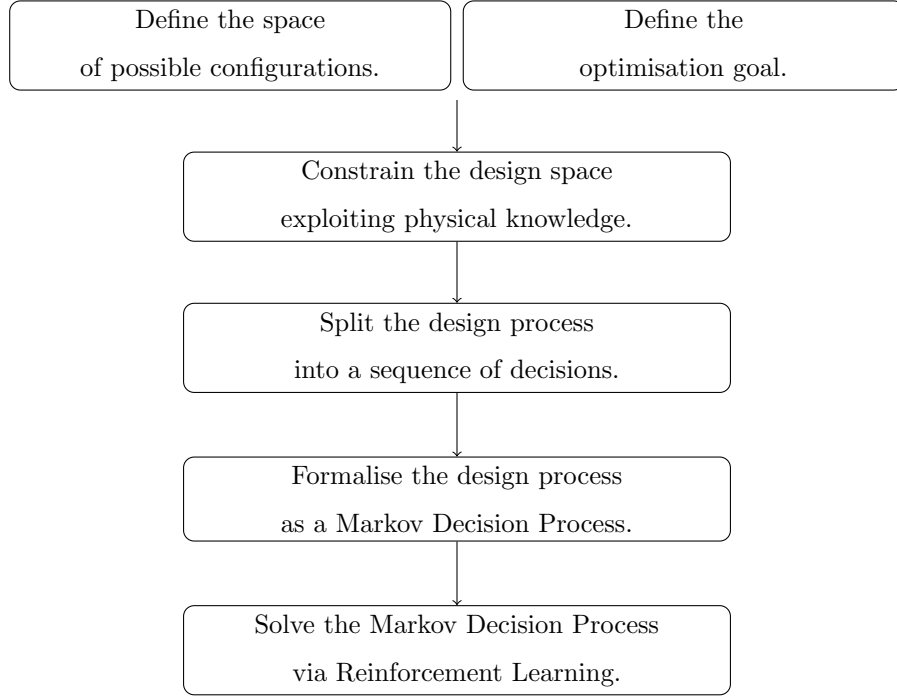 Define the space
of possible configurations.
Define the
optimisation goal.
Constrain the design space
exploiting physical knowledge.
Split the design process
into a sequence of decisions.
Formalise the design process
as a Markov Decision Process.
Solve the Markov Decision Process
via Reinforcement Learning.